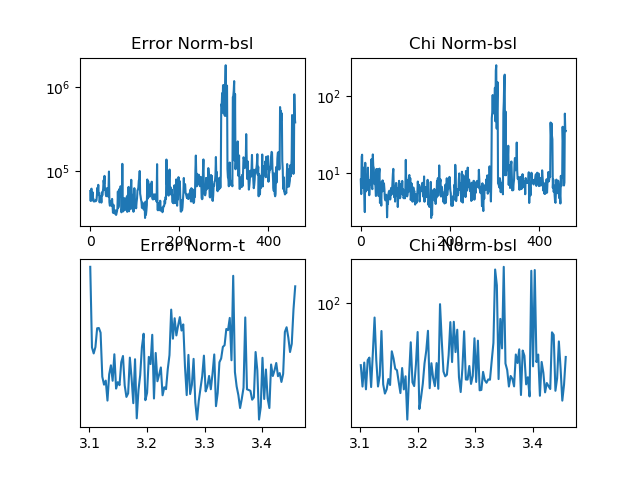 Error Norm-bsl
Chi Norm-bsl
10^6
10^5
10^2
10^1
0 200 400
0 200 400
Error Norm-t
Chi Norm-bsl
10^2
3.1 3.2 3.3 3.4
3.1 3.2 3.3 3.4